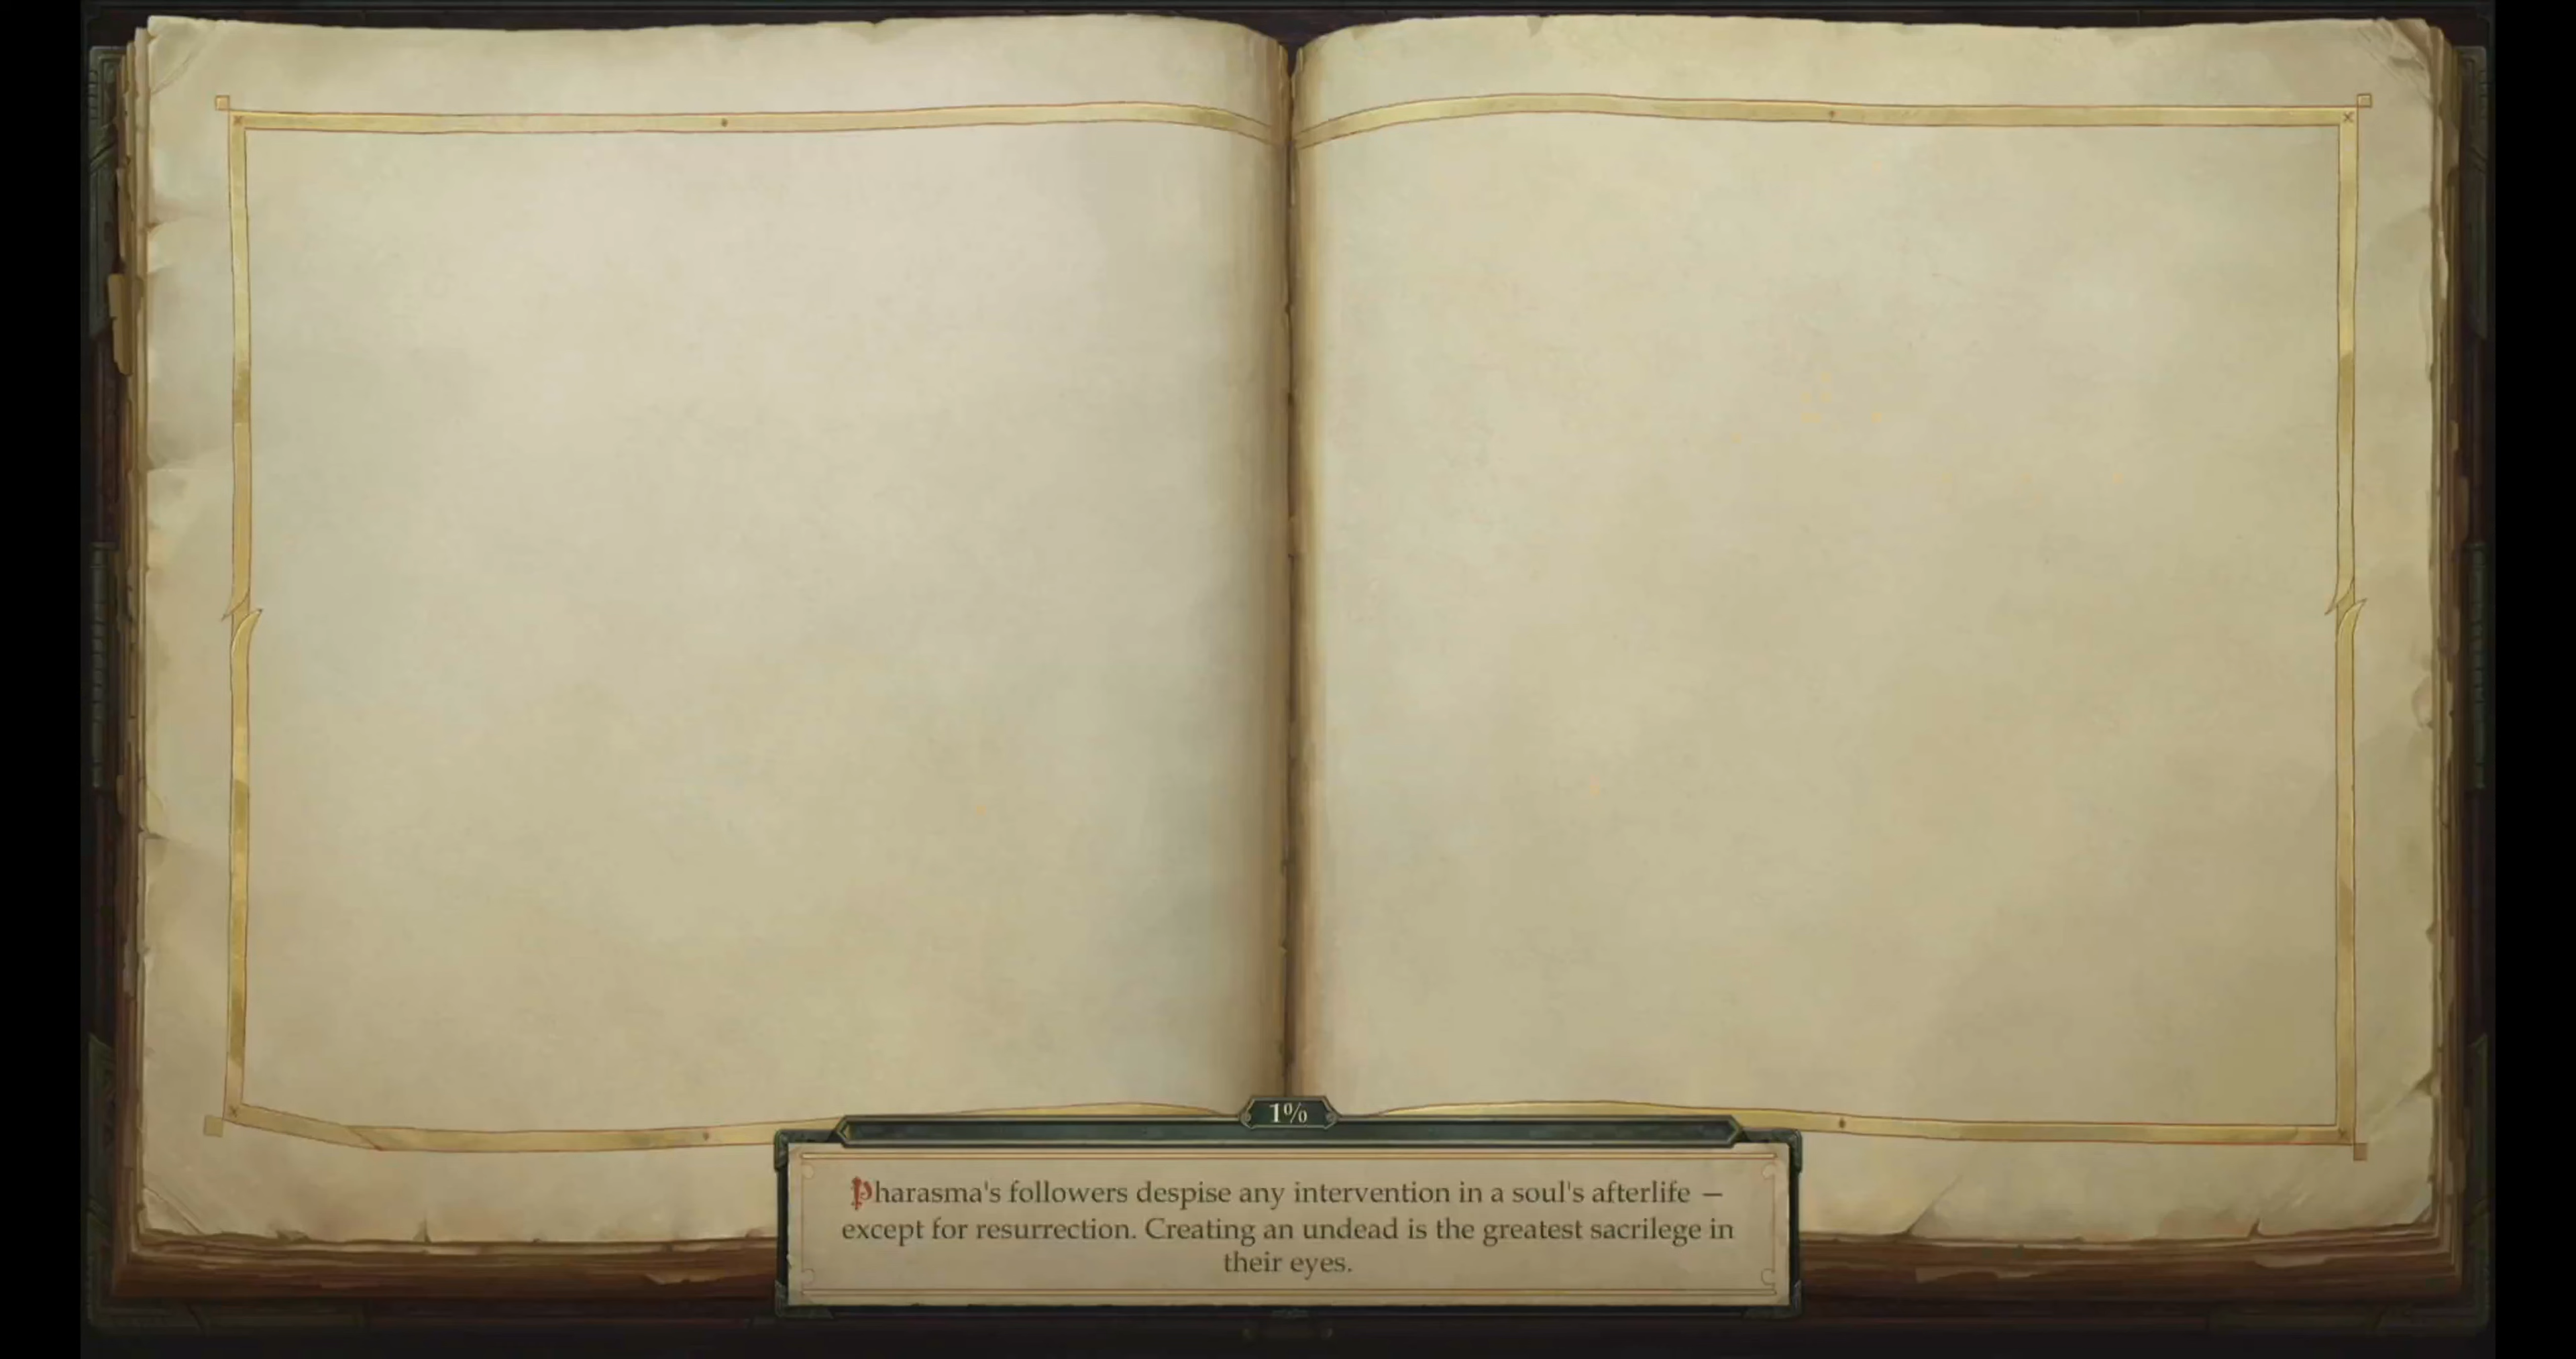 1%
Pharasma's followers despise any intervention in a soul's afterlife —
except for resurrection. Creating an undead is the greatest sacrilege in
their eyes.